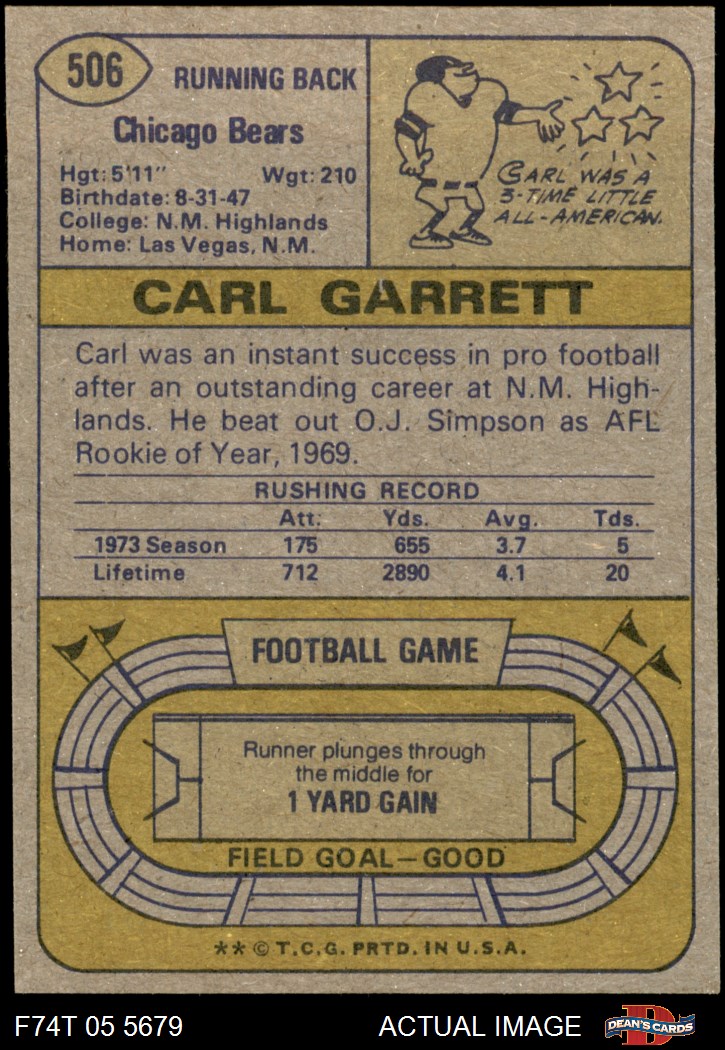 506
RUNNING BACK
Chicago Bears
Hgt: 5'11" Wgt: 210
Birthdate: 8-31-47
College: N.M. Highlands
Home: Las Vegas, N.M.
CARL WAS A
3-TIME LITTLE
ALL-AMERICAN.
CARL GARRETT
Carl was an instant success in pro football
after an outstanding career at N.M. High-
lands. He beat out O.J. Simpson as AFL
Rookie of Year, 1969.
RUSHING RECORD
Att. Yds. Avg. Tds.
1973 Season 175 655 3.7 5
Lifetime 712 2890 4.1 20
FOOTBALL GAME
Runner plunges through
the middle for
1 YARD GAIN
FIELD GOAL—GOOD
** © T.C.G. PRTD. IN U.S.A.
F74T 05 5679 ACTUAL IMAGE
D
DEAN'S CARDS